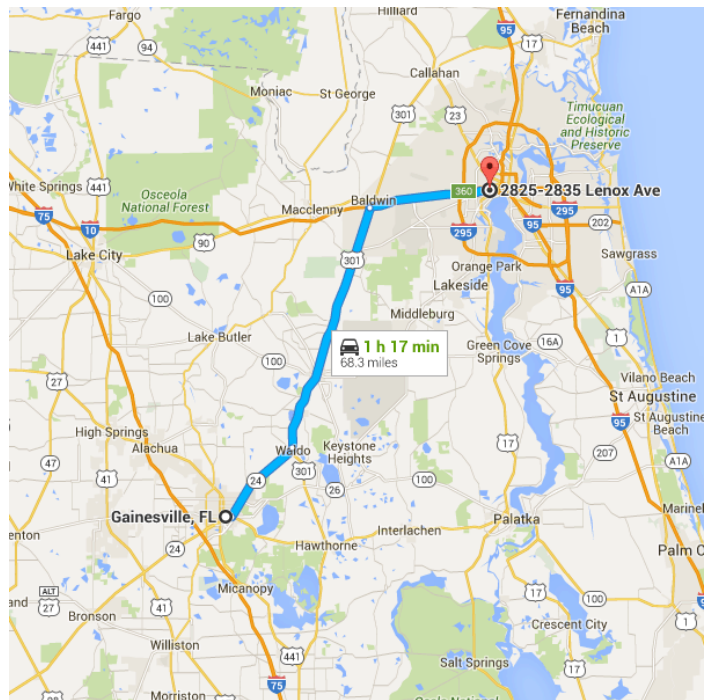 Fargo
441
94
Hilliard
95
17
Fernandina
Beach
Callahan
Moniac
St George
301
23
Timucuan
Ecological
and Historic
Preserve
White Springs
441
Osceola
National Forest
Macclenny
Baldwin
360
2825-2835 Lenox Ave
75
10
90
295
95
295
202
Lake City
301
Sawgrass
Orange Park
Lakeside
100
Middleburg
95
A1A
Lake Butler
1 h 17 min
68.3 miles
100
Green Cove
Springs
16A
1
27
Vilano Beach
St Augustine
St Augustine
Beach
95
High Springs
Alachua
41
Waldo
301
Keystone
Heights
17
207
47
24
26
100
A1A
Gainesville, FL
Palatka
Interlachen
24
Hawthorne
ALT
27
41
Micanopy
17
100
Palm C
Bronson
Crescent City
1
Williston
441
Salt Springs
17
Morriston
75